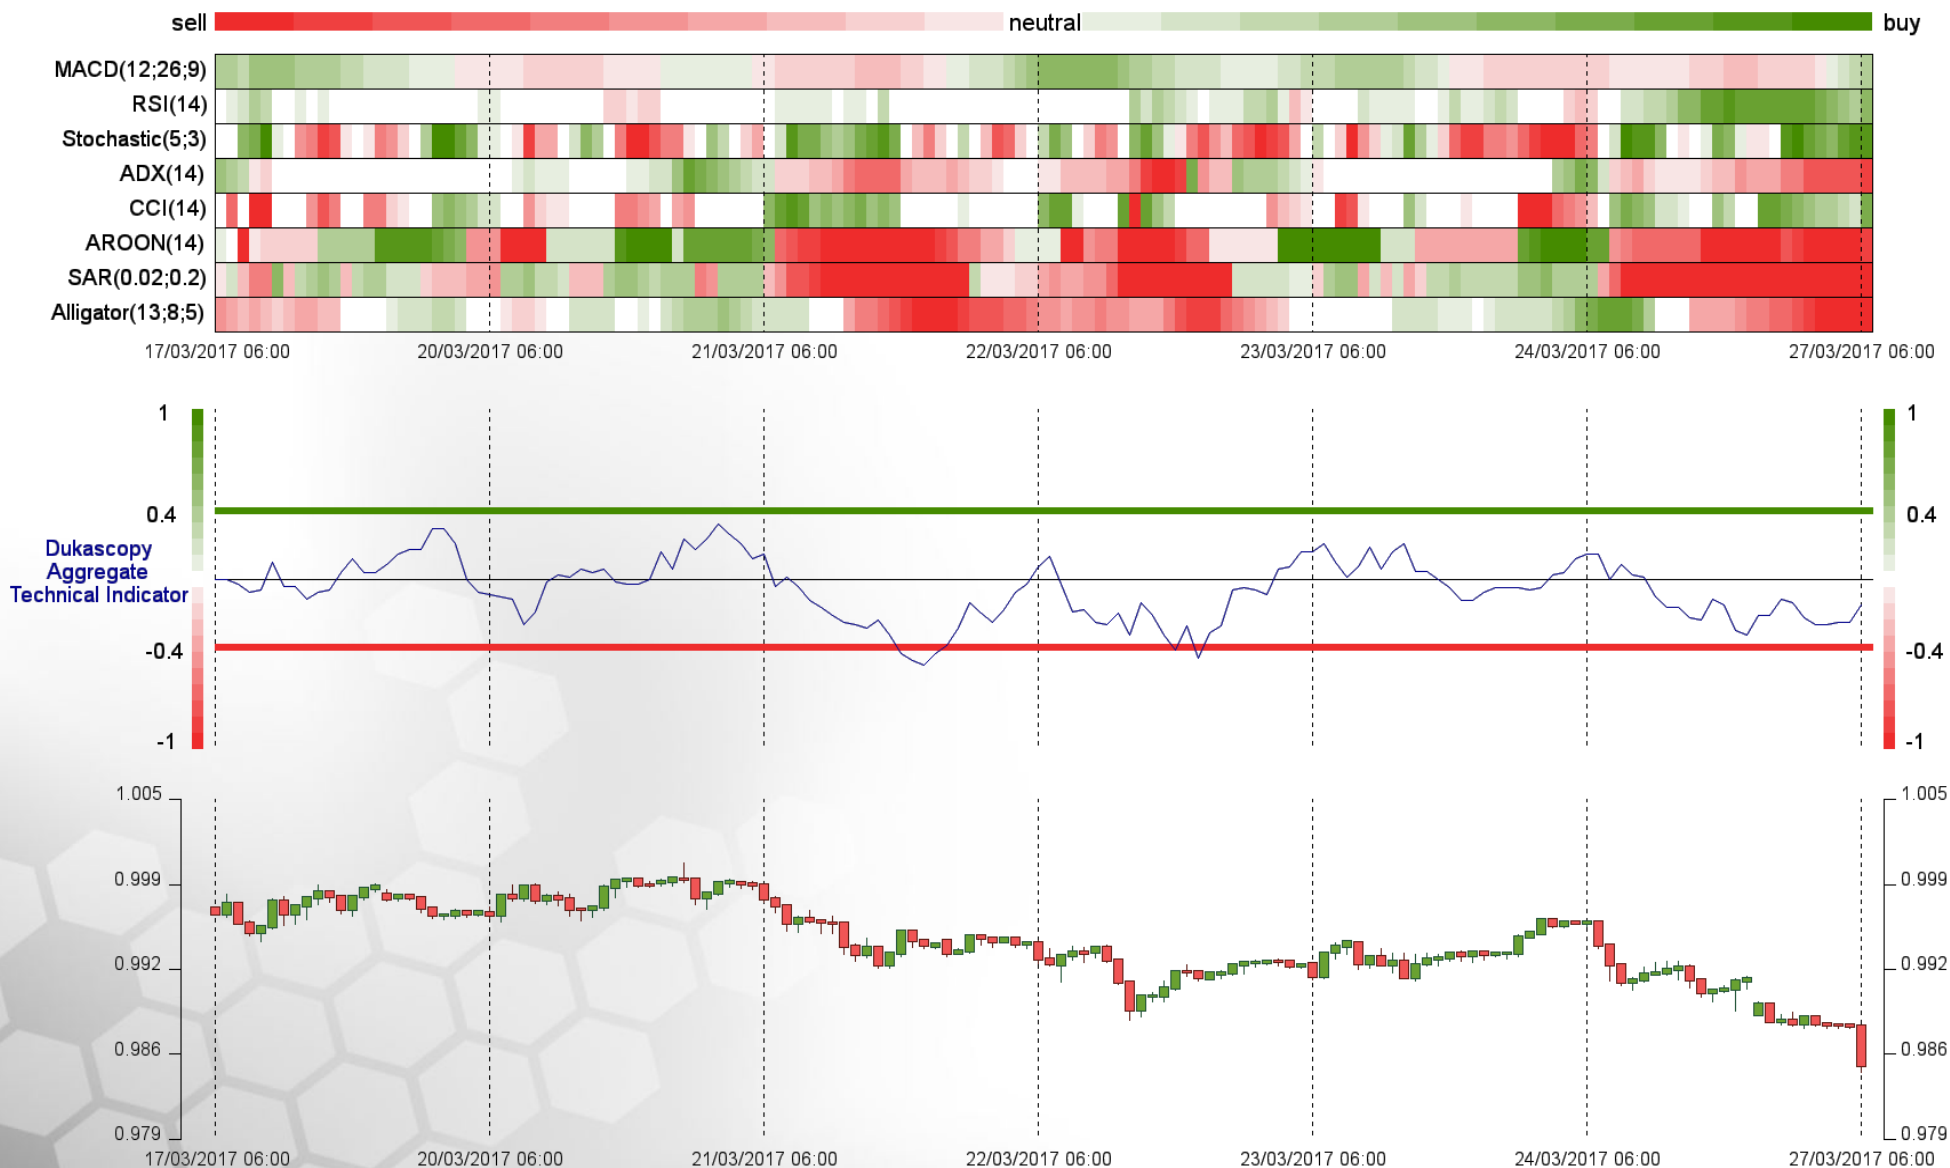 sell neutral buy
MACD(12;26;9)
RSI(14)
Stochastic(5;3)
ADX(14)
CCI(14)
AROON(14)
SAR(0.02;0.2)
Alligator(13;8;5)
17/03/2017 06:00 20/03/2017 06:00 21/03/2017 06:00 22/03/2017 06:00 23/03/2017 06:00 24/03/2017 06:00 27/03/2017 06:00
1 1
0.4 0.4
Dukascopy
Aggregate
Technical Indicator
-0.4 -0.4
-1 -1
1.005 1.005
0.999 0.999
0.992 0.992
0.986 0.986
0.979 0.979
17/03/2017 06:00 20/03/2017 06:00 21/03/2017 06:00 22/03/2017 06:00 23/03/2017 06:00 24/03/2017 06:00 27/03/2017 06:00